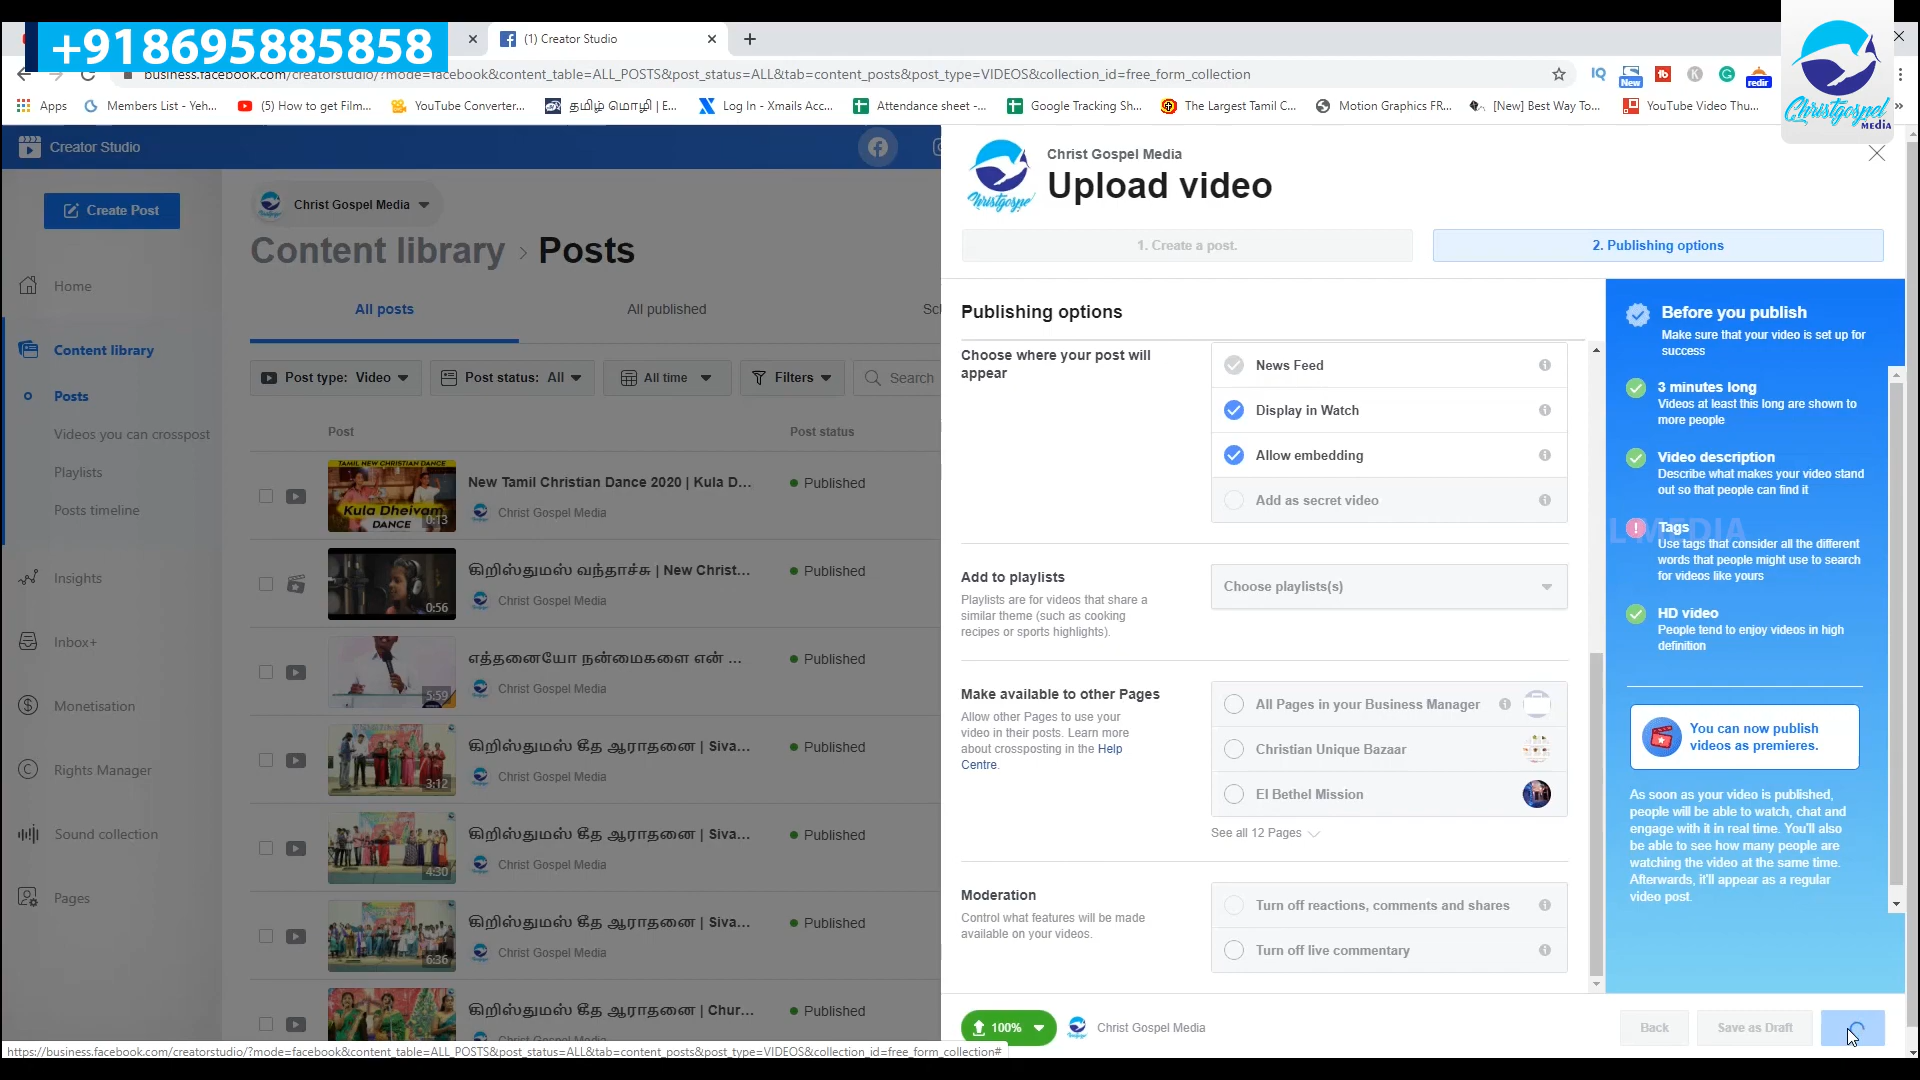 +918695885858
(1) Creator Studio
business.facebook.com/creatorstudio/?mode=facebook&content_table=ALL_POSTS&post_status=ALL&tab=content_posts&post_type=VIDEOS&collection_id=free_form_collection
IQ
New
redir
Apps
Members List - Yeh...
(5) How to get Film...
YouTube Converter...
தமிழ் மொழி | E...
Log In - Xmails Acc...
Attendance sheet -...
Google Tracking Sh...
The Largest Tamil C...
Motion Graphics FR...
[New] Best Way To...
YouTube Video Thu...
Christgospel
MEDIA
Creator Studio
Create Post
Home
Content library
Posts
Videos you can crosspost
Playlists
Posts timeline
Insights
Inbox+
Monetisation
Rights Manager
Sound collection
Pages
Christ Gospel Media
Content library › Posts
All posts
All published
Post type: Video
Post status: All
All time
Filters
Search
Post
Post status
TAMIL NEW CHRISTIAN DANCE
Kula Dheivam
DANCE
0:13
New Tamil Christian Dance 2020 | Kula D...
Christ Gospel Media
Published
0:56
கிறிஸ்துமஸ் வந்தாச்சு | New Christ...
Christ Gospel Media
Published
5:59
எத்தனையோ நன்மைகளை என் ...
Christ Gospel Media
Published
3:12
கிறிஸ்துமஸ் கீத ஆராதனை | Siva...
Christ Gospel Media
Published
4:30
கிறிஸ்துமஸ் கீத ஆராதனை | Siva...
Christ Gospel Media
Published
6:36
கிறிஸ்துமஸ் கீத ஆராதனை | Siva...
Christ Gospel Media
Published
கிறிஸ்துமஸ் கீத ஆராதனை | Chur...
Published
https://business.facebook.com/creatorstudio/?mode=facebook&content_table=ALL_POSTS&post_status=ALL&tab=content_posts&post_type=VIDEOS&collection_id=free_form_collection#
Christgospel
Christ Gospel Media
Upload video
1. Create a post.
2. Publishing options
Publishing options
Choose where your post will
appear
News Feed
Display in Watch
Allow embedding
Add as secret video
Add to playlists
Playlists are for videos that share a
similar theme (such as cooking
recipes or sports highlights).
Choose playlists(s)
Make available to other Pages
Allow other Pages to use your
video in their posts. Learn more
about crossposting in the Help
Centre.
All Pages in your Business Manager
Christian Unique Bazaar
El Bethel Mission
See all 12 Pages
Moderation
Control what features will be made
available on your videos.
Turn off reactions, comments and shares
Turn off live commentary
100%
Christ Gospel Media
Back
Save as Draft
Before you publish
Make sure that your video is set up for
success
3 minutes long
Videos at least this long are shown to
more people
Video description
Describe what makes your video stand
out so that people can find it
L MEDIA
Tags
Use tags that consider all the different
words that people might use to search
for videos like yours
HD video
People tend to enjoy videos in high
definition
You can now publish
videos as premieres.
As soon as your video is published,
people will be able to watch, chat and
engage with it in real time. You'll also
be able to see how many people are
watching the video at the same time.
Afterwards, it'll appear as a regular
video post.